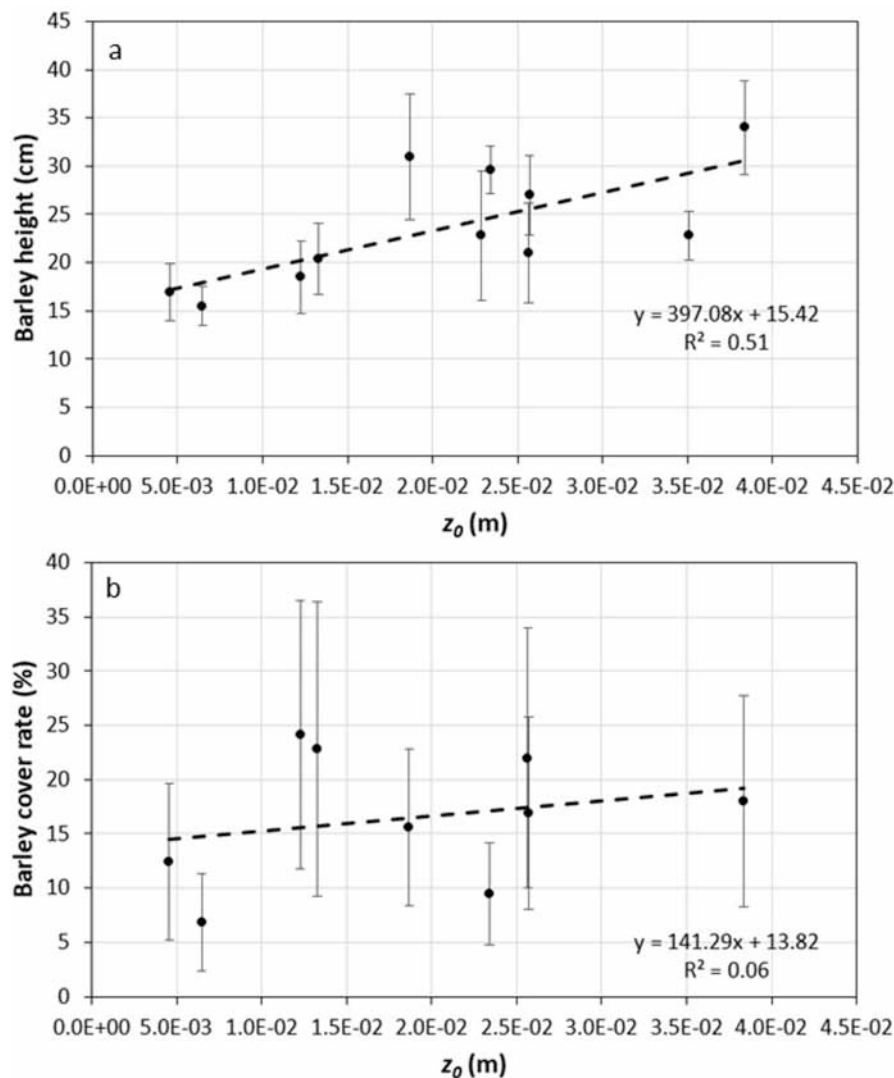 a
Barley height (cm)
45
40
35
30
25
20
15
10
5
0
y = 397.08x + 15.42
R² = 0.51
0.0E+00 5.0E-03 1.0E-02 1.5E-02 2.0E-02 2.5E-02 3.0E-02 3.5E-02 4.0E-02 4.5E-02
z₀ (m)
b
Barley cover rate (%)
40
35
30
25
20
15
10
5
0
y = 141.29x + 13.82
R² = 0.06
0.0E+00 5.0E-03 1.0E-02 1.5E-02 2.0E-02 2.5E-02 3.0E-02 3.5E-02 4.0E-02 4.5E-02
z₀ (m)